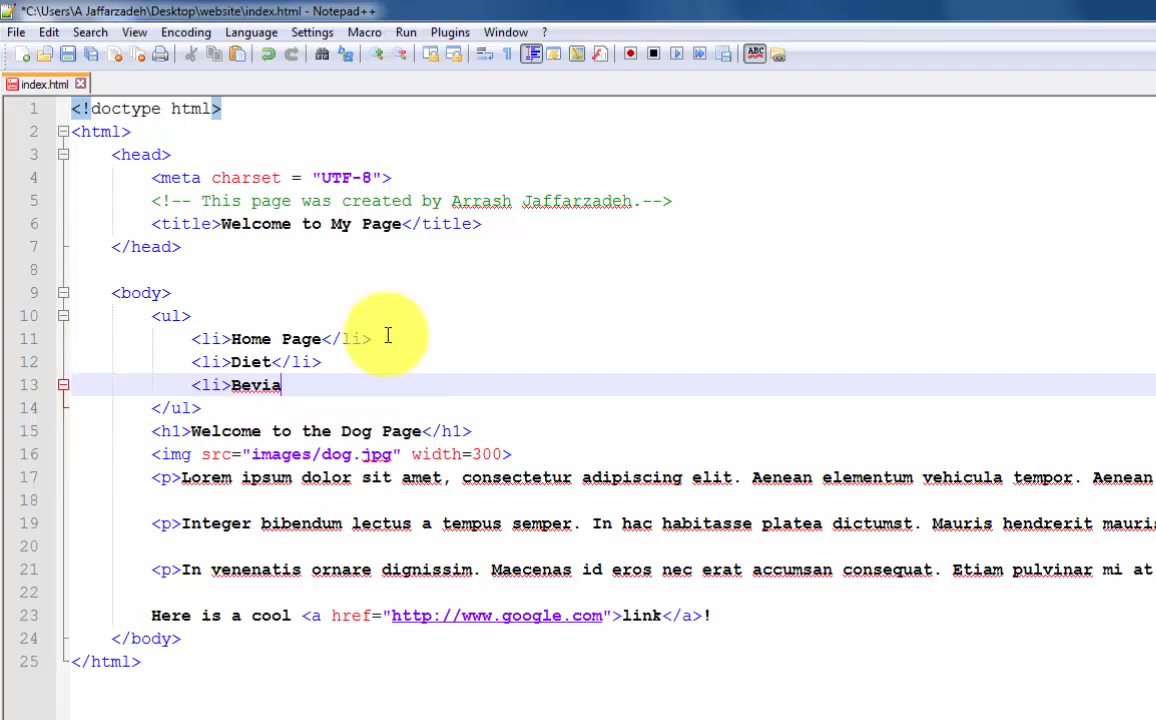 *C:\Users\A Jaffarzadeh\Desktop\website\index.html - Notepad++
File Edit Search View Encoding Language Settings Macro Run Plugins Window ?
ABC
index.html
1 <!doctype html>
2 <html>
3 <head>
4 <meta charset = "UTF-8">
5 <!-- This page was created by Arrash Jaffarzadeh.-->
6 <title>Welcome to My Page</title>
7 </head>
8
9 <body>
10 <ul>
11 <li>Home Page</li>
12 <li>Diet</li>
13 <li>Bevia
14 </ul>
15 <h1>Welcome to the Dog Page</h1>
16 <img src="images/dog.jpg" width=300>
17 <p>Lorem ipsum dolor sit amet, consectetur adipiscing elit. Aenean elementum vehicula tempor. Aenean
18
19 <p>Integer bibendum lectus a tempus semper. In hac habitasse platea dictumst. Mauris hendrerit mauris
20
21 <p>In venenatis ornare dignissim. Maecenas id eros nec erat accumsan consequat. Etiam pulvinar mi at
22
23 Here is a cool <a href="http://www.google.com">link</a>!
24 </body>
25 </html>